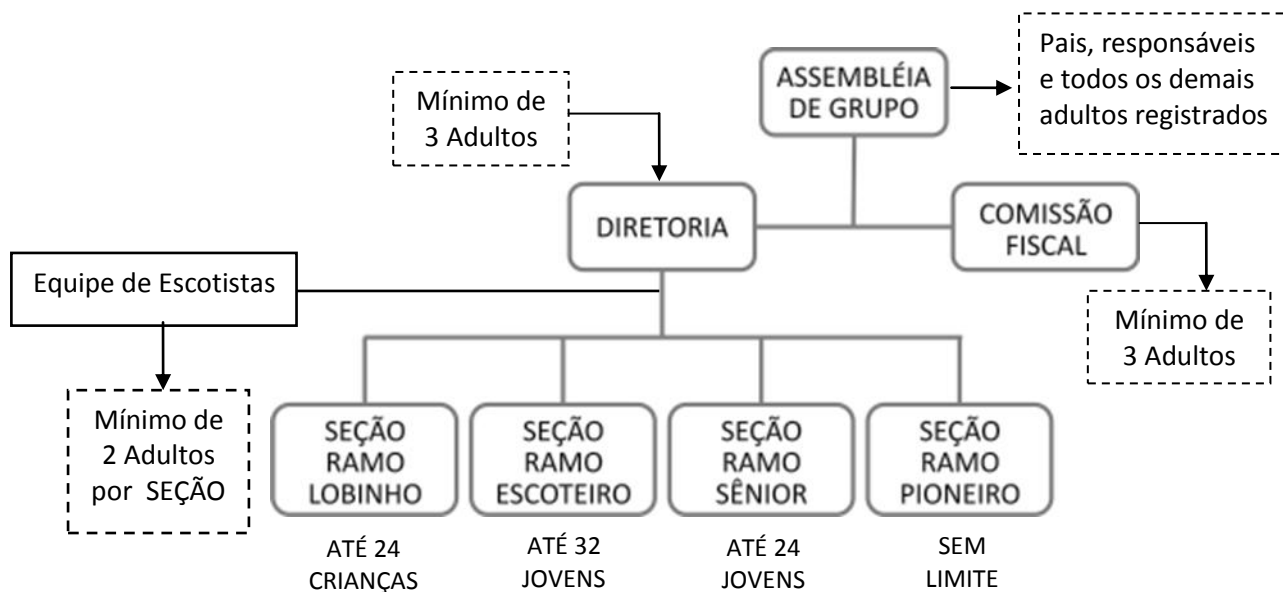 ASSEMBLÉIA
DE GRUPO
Pais, responsáveis
e todos os demais
adultos registrados
Mínimo de
3 Adultos
DIRETORIA
COMISSÃO
FISCAL
Equipe de Escotistas
Mínimo de
3 Adultos
Mínimo de
2 Adultos
por SEÇÃO
SEÇÃO
RAMO
LOBINHO
SEÇÃO
RAMO
ESCOTEIRO
SEÇÃO
RAMO
SÊNIOR
SEÇÃO
RAMO
PIONEIRO
ATÉ 24
CRIANÇAS
ATÉ 32
JOVENS
ATÉ 24
JOVENS
SEM
LIMITE